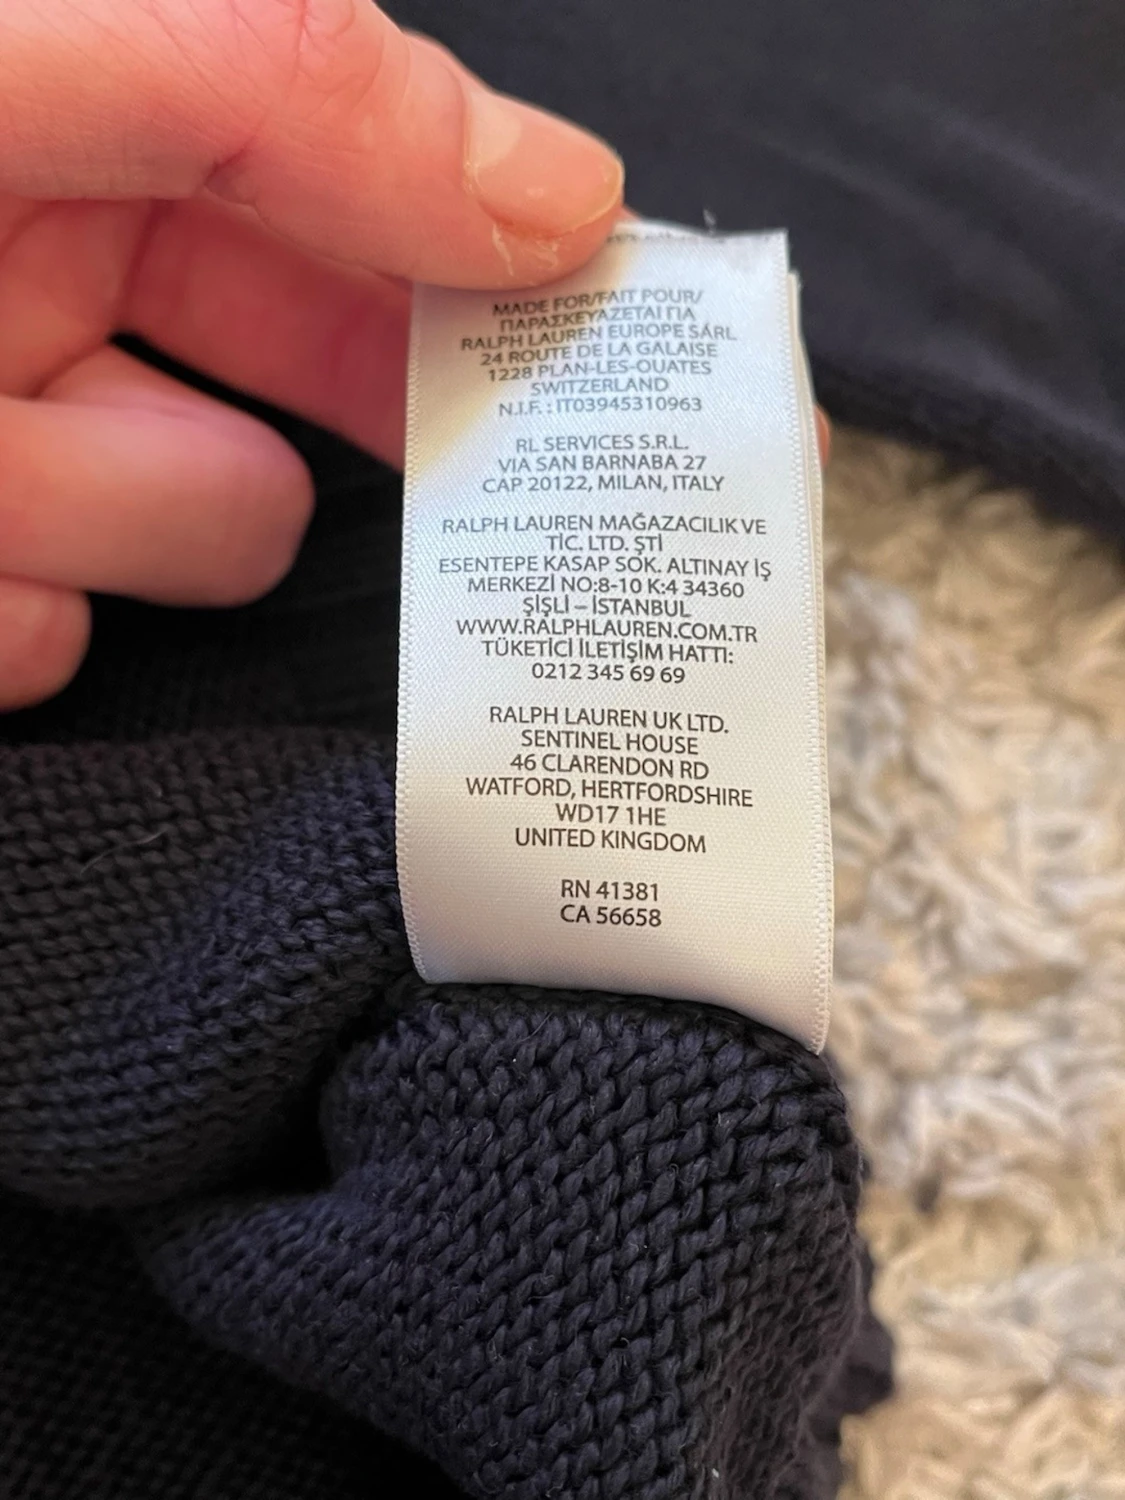 MADE FOR/FAIT POUR/
ΠΑΡΑΣΚΕΥΑΖΕΤΑΙ ΓΙΑ
RALPH LAUREN EUROPE SÁRL
24 ROUTE DE LA GALAISE
1228 PLAN-LES-OUATES
SWITZERLAND
N.I.F. : IT03945310963
RL SERVICES S.R.L.
VIA SAN BARNABA 27
CAP 20122, MILAN, ITALY
RALPH LAUREN MAĞAZACILIK VE
TİC. LTD. ŞTİ
ESENTEPE KASAP SOK. ALTINAY İŞ
MERKEZİ NO:8-10 K:4 34360
ŞİŞLİ – İSTANBUL
WWW.RALPHLAUREN.COM.TR
TÜKETİCİ İLETİŞİM HATTI:
0212 345 69 69
RALPH LAUREN UK LTD.
SENTINEL HOUSE
46 CLARENDON RD
WATFORD, HERTFORDSHIRE
WD17 1HE
UNITED KINGDOM
RN 41381
CA 56658